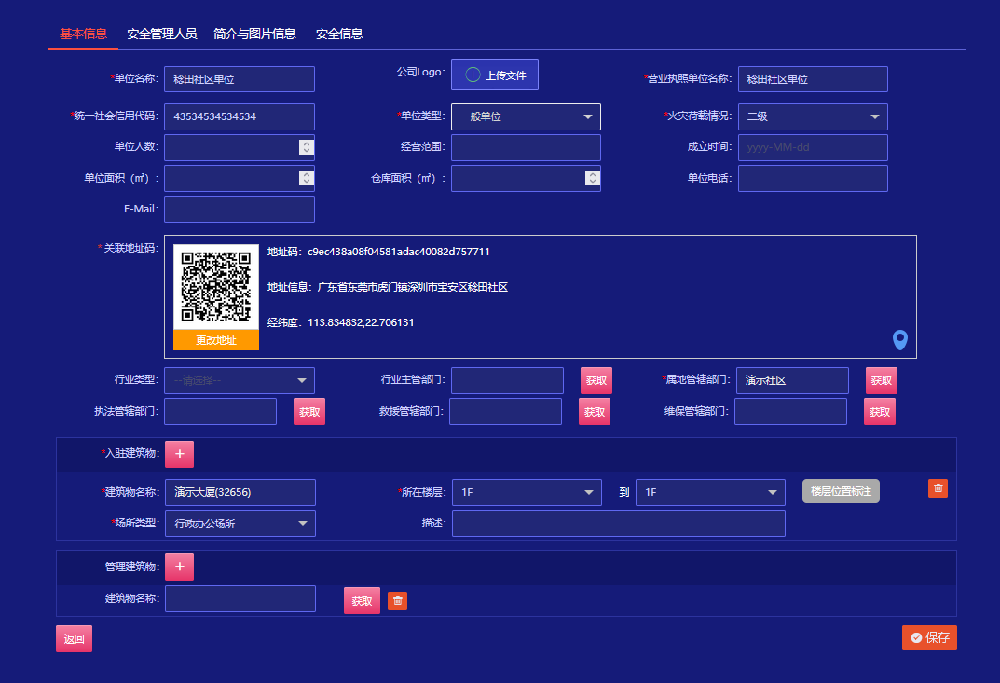 基本信息 安全管理人员 简介与图片信息 安全信息
*单位名称: 稔田社区单位 公司Logo: 上传文件 *营业执照单位名称: 稔田社区单位
*统一社会信用代码: 43534534534534 *单位类型: 一般单位 *火灾荷载情况: 二级
单位人数: 经营范围: 成立时间: yyyy-MM-dd
单位面积（㎡）: 仓库面积（㎡）: 单位电话:
E-Mail:
* 关联地址码: 地址码：c9ec438a08f04581adac40082d757711
地址信息：广东省东莞市虎门镇深圳市宝安区稔田社区
经纬度：113.834832,22.706131
更改地址
行业类型: --请选择-- 行业主管部门: 获取 *属地管辖部门: 演示社区 获取
执法管辖部门: 获取 救援管辖部门: 获取 维保管辖部门: 获取
*入驻建筑物: +
*建筑物名称: 演示大厦(32656) *所在楼层: 1F 到 1F 楼层位置标注
*场所类型: 行政办公场所 描述:
管理建筑物: +
建筑物名称: 获取
返回 保存